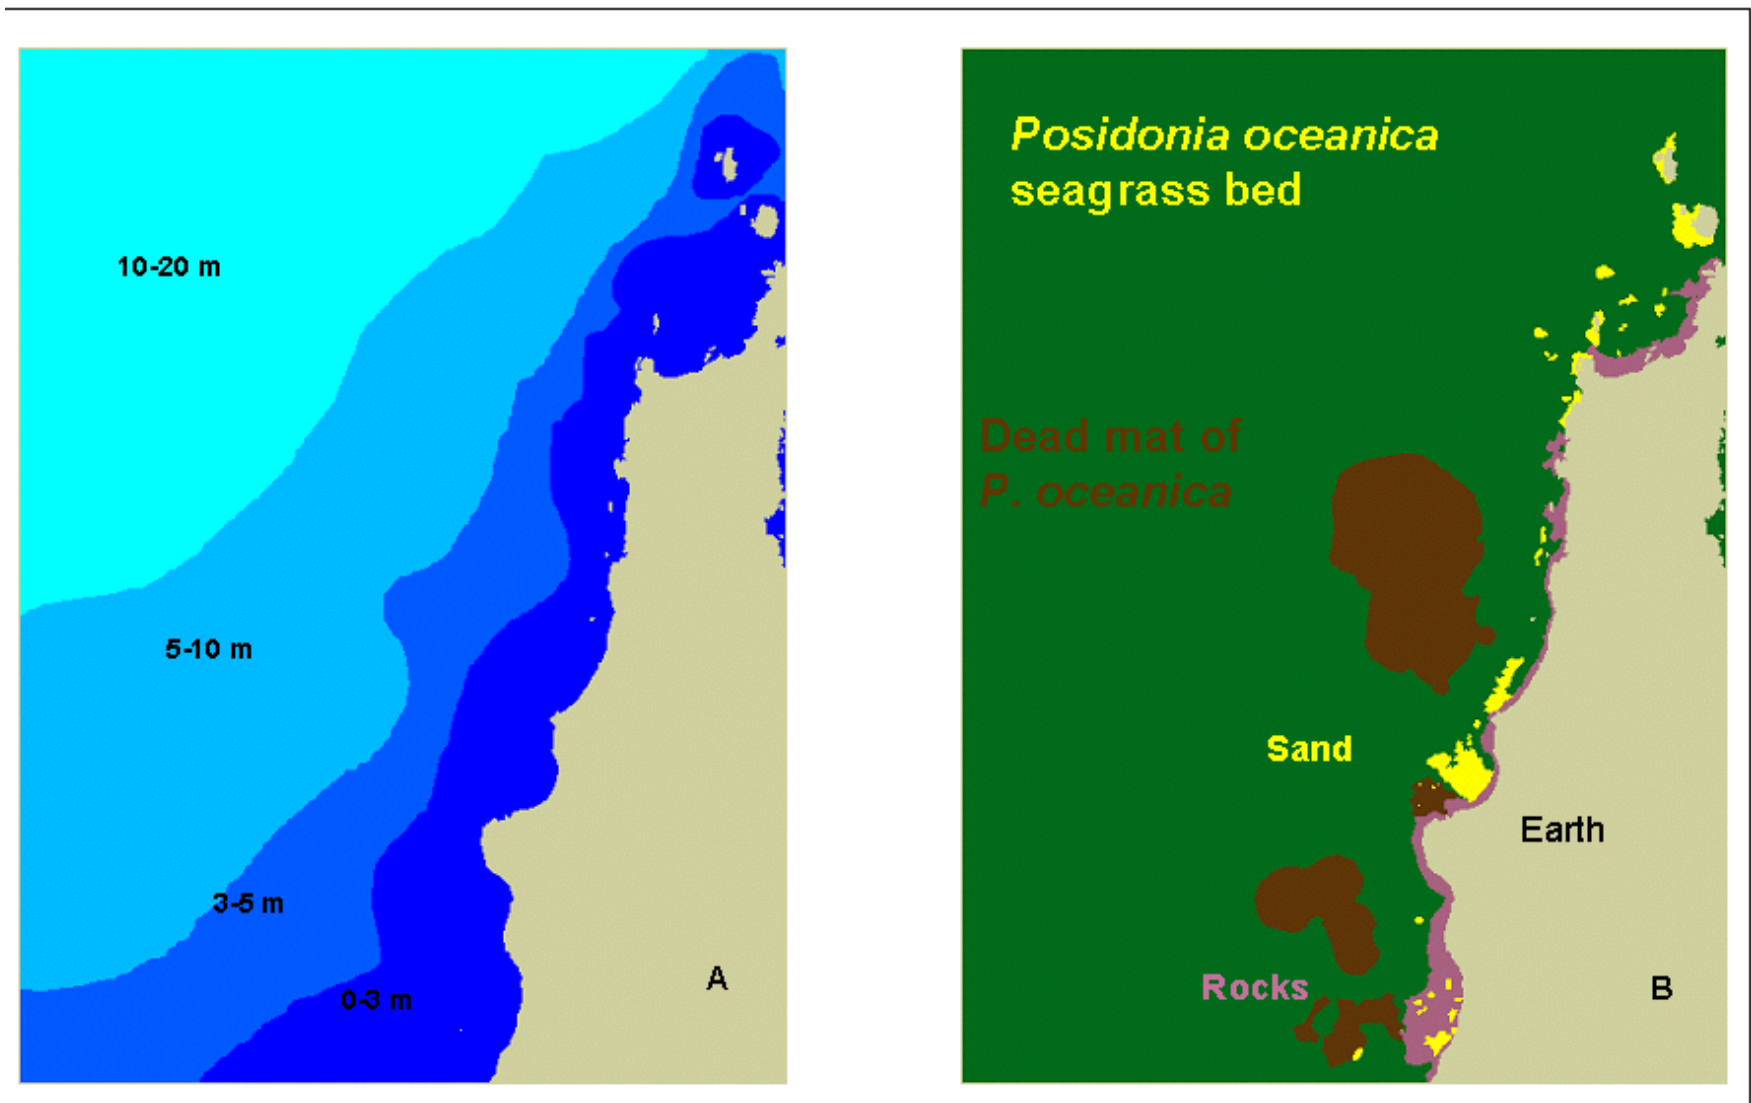 10-20 m
5-10 m
3-5 m
0-3 m
A
Posidonia oceanica
seagrass bed
Dead mat of
P. oceanica
Sand
Earth
Rocks
B